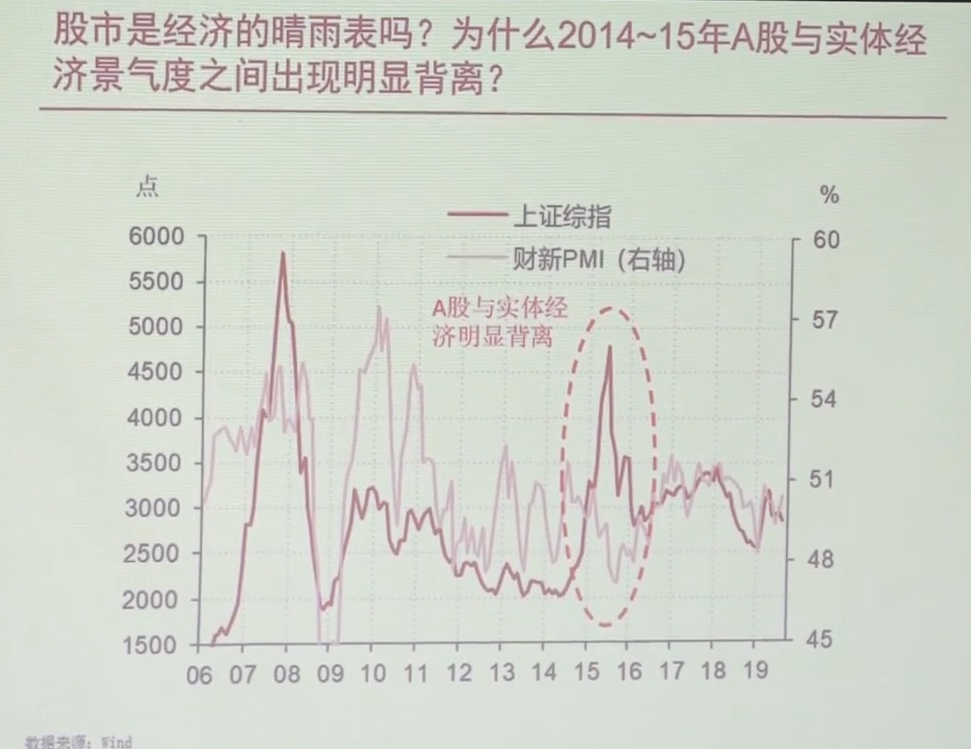 股市是经济的晴雨表吗？为什么2014~15年A股与实体经
济景气度之间出现明显背离？
点
%
上证综指
财新PMI（右轴）
A股与实体经
济明显背离
6000
5500
5000
4500
4000
3500
3000
2500
2000
1500
60
57
54
51
48
45
06 07 08 09 10 11 12 13 14 15 16 17 18 19
数据来源：Wind